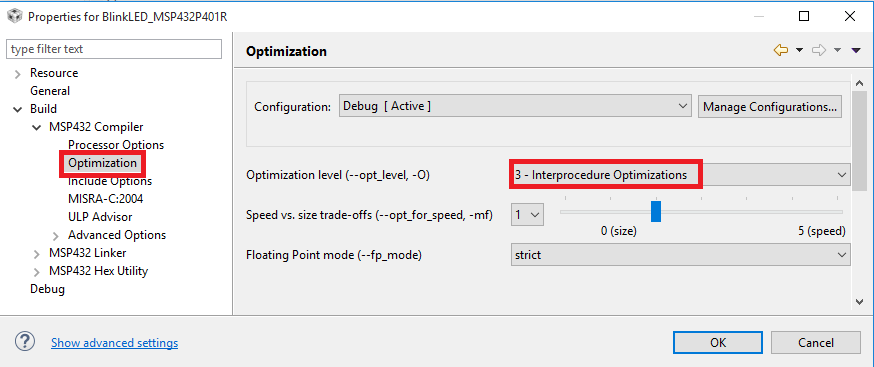 Properties for BlinkLED_MSP432P401R
type filter text
Resource
General
Build
MSP432 Compiler
Processor Options
Optimization
Include Options
MISRA-C:2004
ULP Advisor
Advanced Options
MSP432 Linker
MSP432 Hex Utility
Debug
Optimization
Configuration: Debug [ Active ] Manage Configurations...
Optimization level (--opt_level, -O) 3 - Interprocedure Optimizations
Speed vs. size trade-offs (--opt_for_speed, -mf) 1
0 (size) 5 (speed)
Floating Point mode (--fp_mode) strict
Show advanced settings OK Cancel